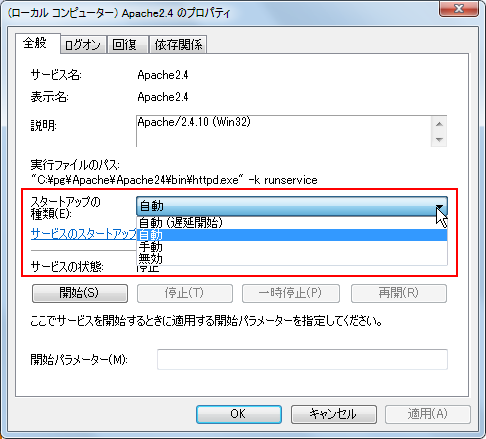 (ローカル コンピューター) Apache2.4 のプロパティ
全般 ログオン 回復 依存関係
サービス名: Apache2.4
表示名: Apache2.4
説明: Apache/2.4.10 (Win32)
実行ファイルのパス:
"C:¥pg¥Apache¥Apache24¥bin¥httpd.exe" -k runservice
スタートアップの
種類(E): 自動
自動 (遅延開始)
サービスのスタートアップ 自動
手動
無効
サービスの状態: 停止
開始(S) 停止(T) 一時停止(P) 再開(R)
ここでサービスを開始するときに適用する開始パラメーターを指定してください。
開始パラメーター(M):
OK キャンセル 適用(A)